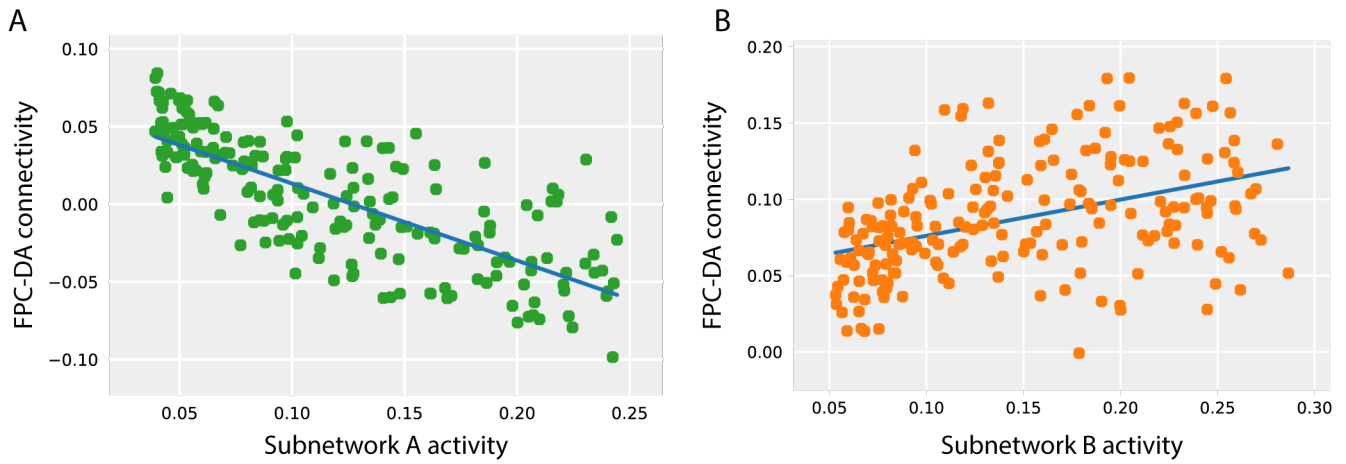 A
B
FPC-DA connectivity
0.10
0.05
0.00
−0.05
−0.10
0.05 0.10 0.15 0.20 0.25
Subnetwork A activity
FPC-DA connectivity
0.20
0.15
0.10
0.05
0.00
0.05 0.10 0.15 0.20 0.25 0.30
Subnetwork B activity